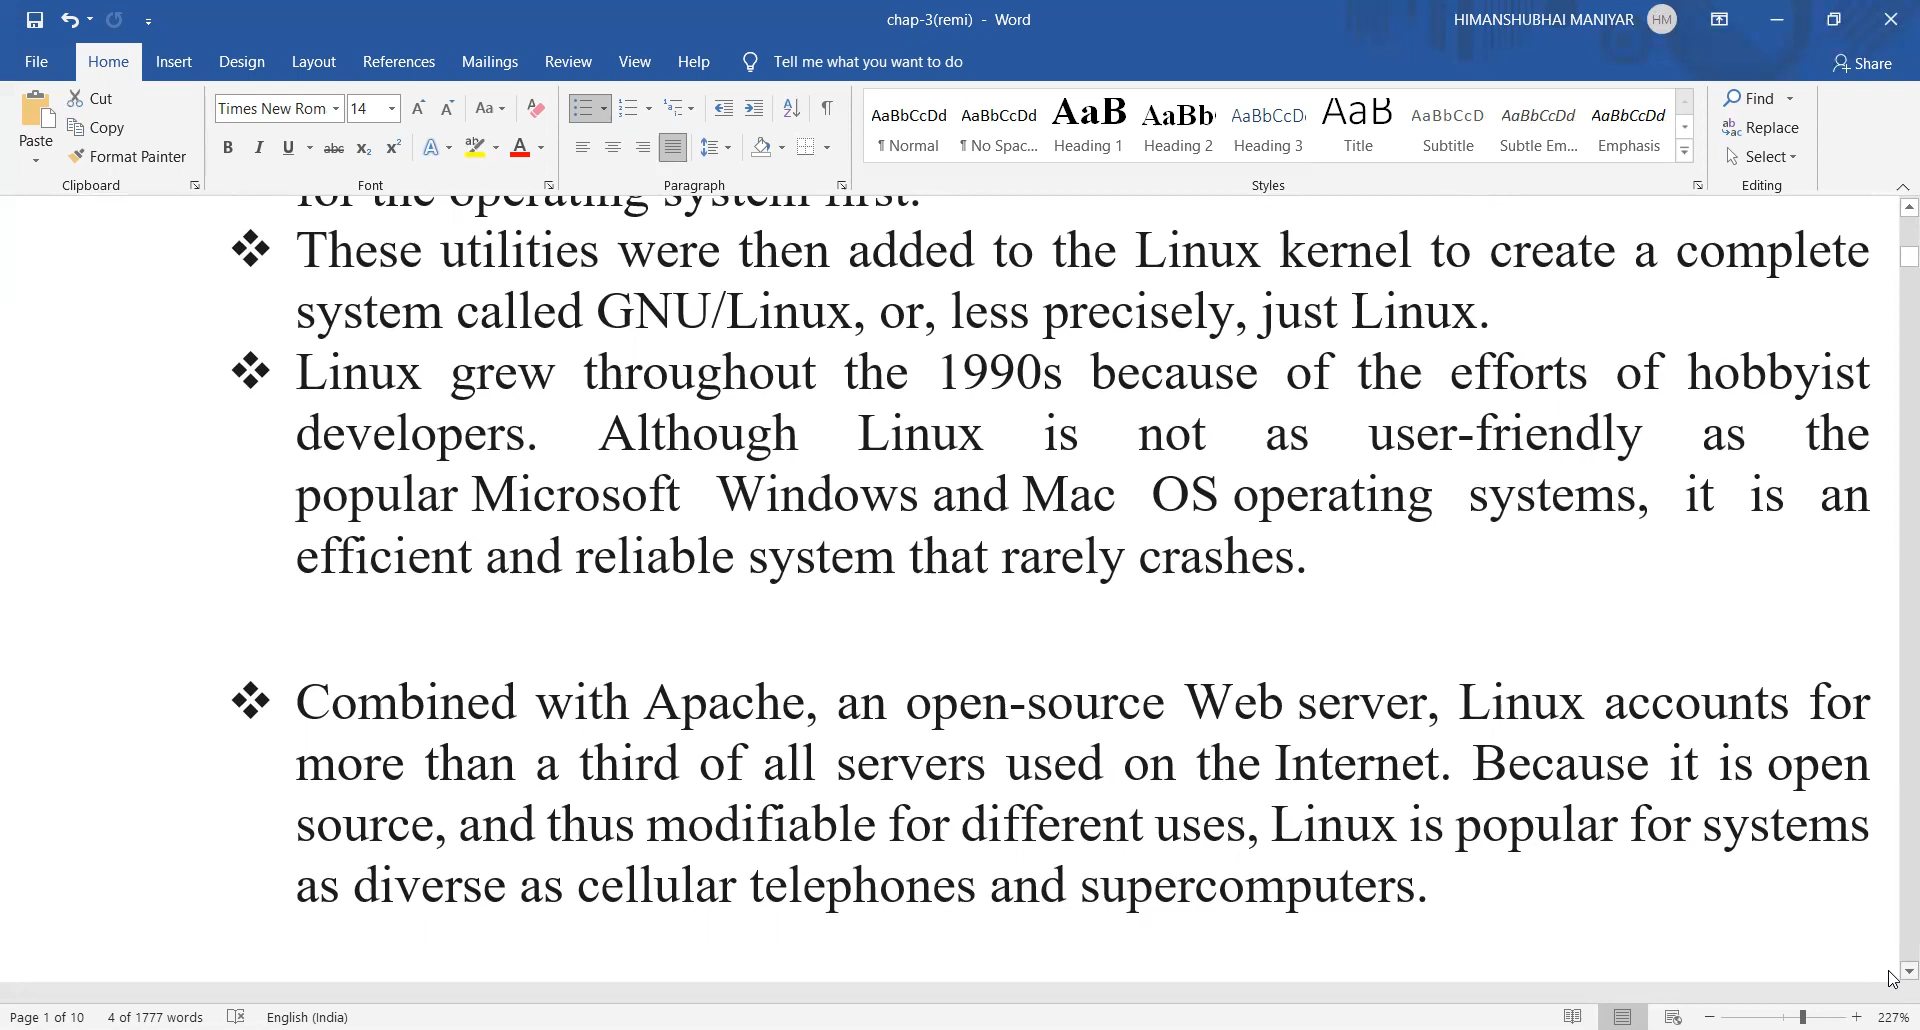 chap-3(remi) - Word
HIMANSHUBHAI MANIYAR HM
File Home Insert Design Layout References Mailings Review View Help Tell me what you want to do Share
Paste Cut Copy Format Painter
Clipboard
Times New Rom 14
Font
Paragraph
AaBbCcDd AaBbCcDd AaB AaBb AaBbCcD AaB AaBbCcD AaBbCcDd AaBbCcDd
¶ Normal ¶ No Spac... Heading 1 Heading 2 Heading 3 Title Subtitle Subtle Em... Emphasis
Styles
Find
Replace
Select
Editing
for the operating system first.
❖ These utilities were then added to the Linux kernel to create a complete
system called GNU/Linux, or, less precisely, just Linux.
❖ Linux grew throughout the 1990s because of the efforts of hobbyist
developers. Although Linux is not as user-friendly as the
popular Microsoft Windows and Mac OS operating systems, it is an
efficient and reliable system that rarely crashes.
❖ Combined with Apache, an open-source Web server, Linux accounts for
more than a third of all servers used on the Internet. Because it is open
source, and thus modifiable for different uses, Linux is popular for systems
as diverse as cellular telephones and supercomputers.
Page 1 of 10 4 of 1777 words English (India) 227%